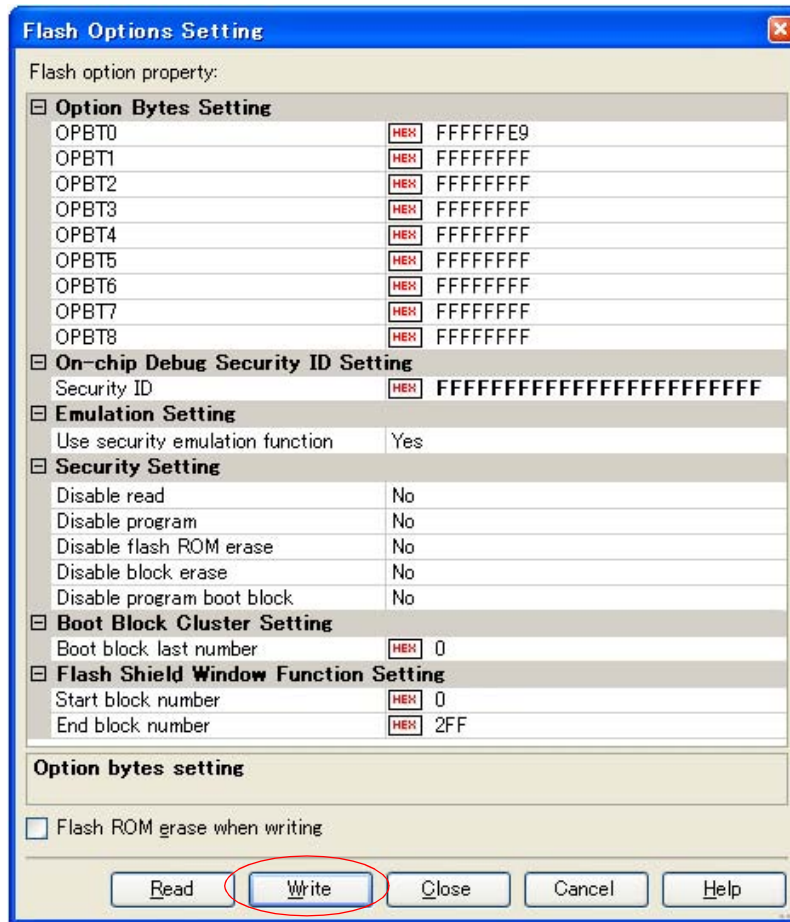 Flash Options Setting
Flash option property:
Option Bytes Setting
OPBT0 HEX FFFFFFE9
OPBT1 HEX FFFFFFFF
OPBT2 HEX FFFFFFFF
OPBT3 HEX FFFFFFFF
OPBT4 HEX FFFFFFFF
OPBT5 HEX FFFFFFFF
OPBT6 HEX FFFFFFFF
OPBT7 HEX FFFFFFFF
OPBT8 HEX FFFFFFFF
On-chip Debug Security ID Setting
Security ID HEX FFFFFFFFFFFFFFFFFFFFFFFF
Emulation Setting
Use security emulation function Yes
Security Setting
Disable read No
Disable program No
Disable flash ROM erase No
Disable block erase No
Disable program boot block No
Boot Block Cluster Setting
Boot block last number HEX 0
Flash Shield Window Function Setting
Start block number HEX 0
End block number HEX 2FF
Option bytes setting
Flash ROM erase when writing
Read Write Close Cancel Help